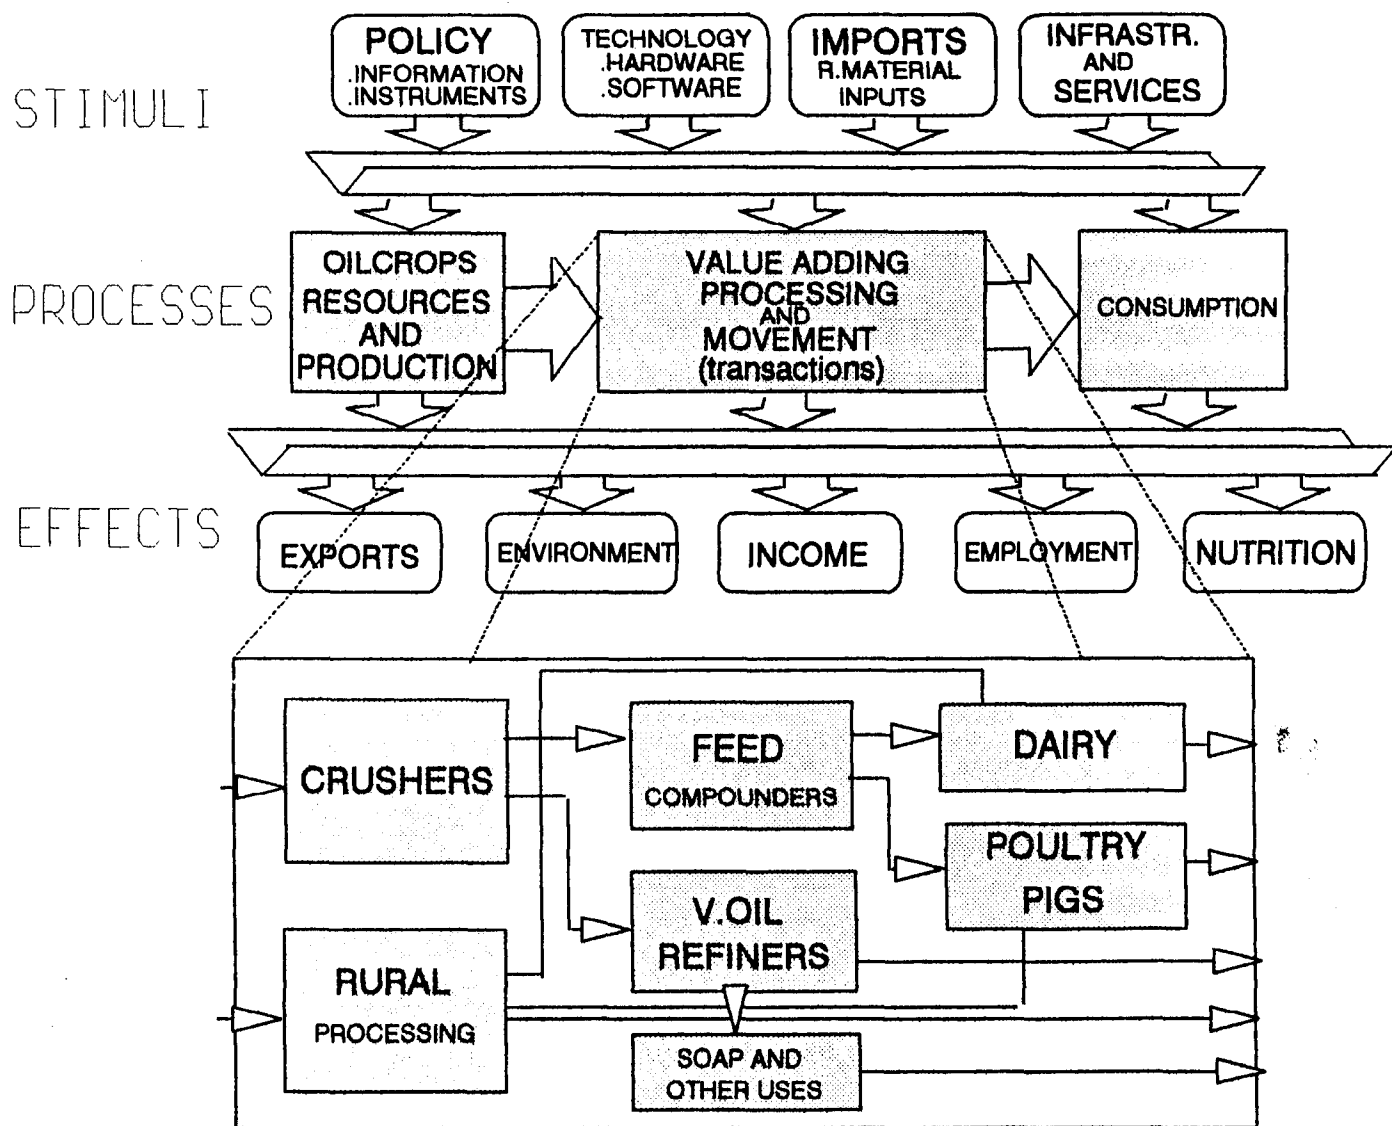 STIMULI
POLICY
.INFORMATION
.INSTRUMENTS
TECHNOLOGY
.HARDWARE
.SOFTWARE
IMPORTS
R.MATERIAL
INPUTS
INFRASTR.
AND
SERVICES
PROCESSES
OILCROPS
RESOURCES
AND
PRODUCTION
VALUE ADDING
PROCESSING
AND
MOVEMENT
(transactions)
CONSUMPTION
EFFECTS
EXPORTS
ENVIRONMENT
INCOME
EMPLOYMENT
NUTRITION
CRUSHERS
FEED
COMPOUNDERS
DAIRY
POULTRY
PIGS
V.OIL
REFINERS
RURAL
PROCESSING
SOAP AND
OTHER USES